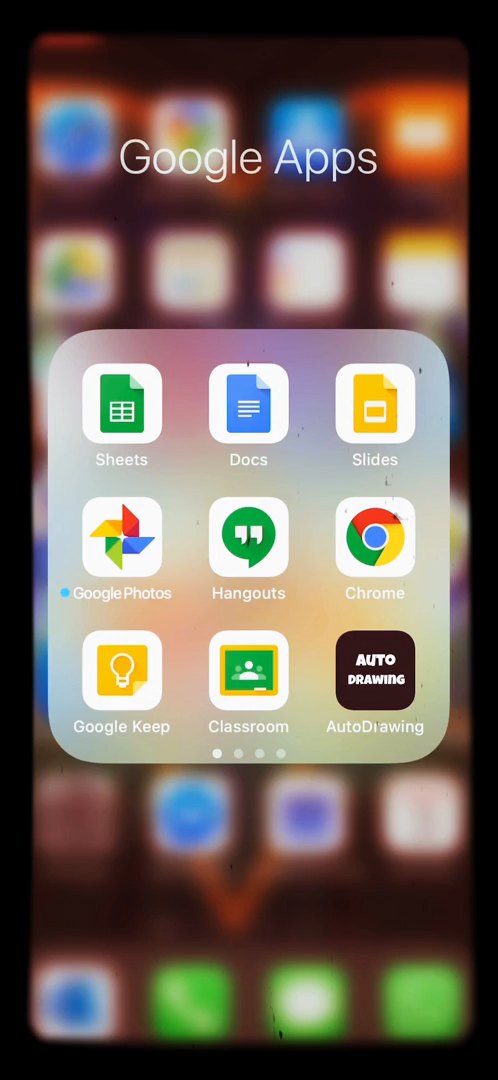 Google Apps
Sheets Docs Slides
Google Photos Hangouts Chrome
AUTO
DRAWING
Google Keep Classroom AutoDrawing